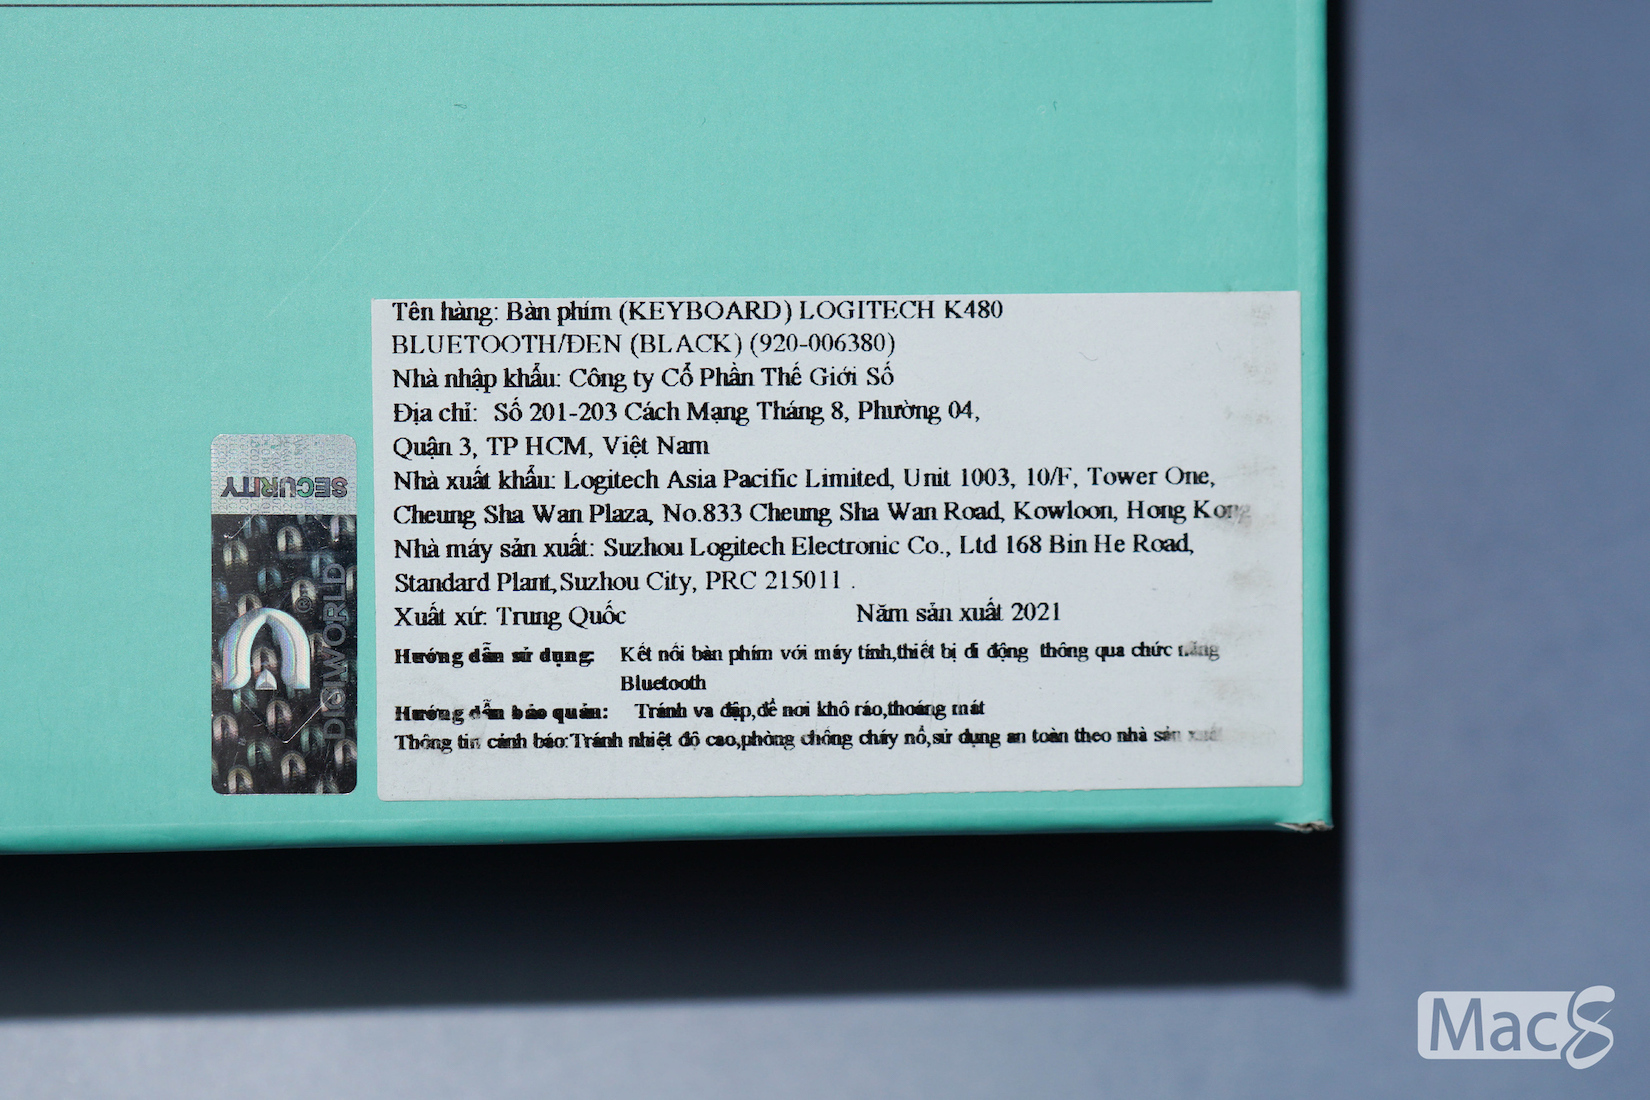 Tên hàng: Bàn phím (KEYBOARD) LOGITECH K480
BLUETOOTH/ĐEN (BLACK) (920-006380)
Nhà nhập khẩu: Công ty Cổ Phần Thế Giới Số
Địa chỉ: Số 201-203 Cách Mạng Tháng 8, Phường 04,
Quận 3, TP HCM, Việt Nam
Nhà xuất khẩu: Logitech Asia Pacific Limited, Unit 1003, 10/F, Tower One,
Cheung Sha Wan Plaza, No.833 Cheung Sha Wan Road, Kowloon, Hong Kong
Nhà máy sản xuất: Suzhou Logitech Electronic Co., Ltd 168 Bin He Road,
Standard Plant,Suzhou City, PRC 215011 .
Xuất xứ: Trung Quốc Năm sản xuất 2021
Hướng dẫn sử dụng: Kết nối bàn phím với máy tính,thiết bị di động thông qua chức năng
Bluetooth
Hướng dẫn bảo quản: Tránh va đập,để nơi khô ráo,thoáng mát
Thông tin cảnh báo:Tránh nhiệt độ cao,phòng chống cháy nổ,sử dụng an toàn theo nhà sản xuất
SECURITY
DIGIWORLD
Mac8